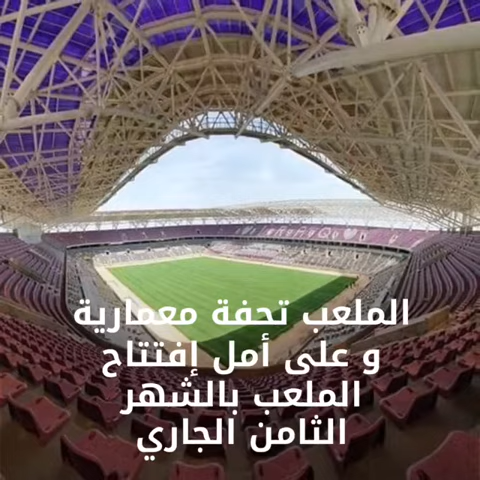 الملعب تحفة معمارية
و على أمل إفتتاح
الملعب بالشهر
الثامن الجاري